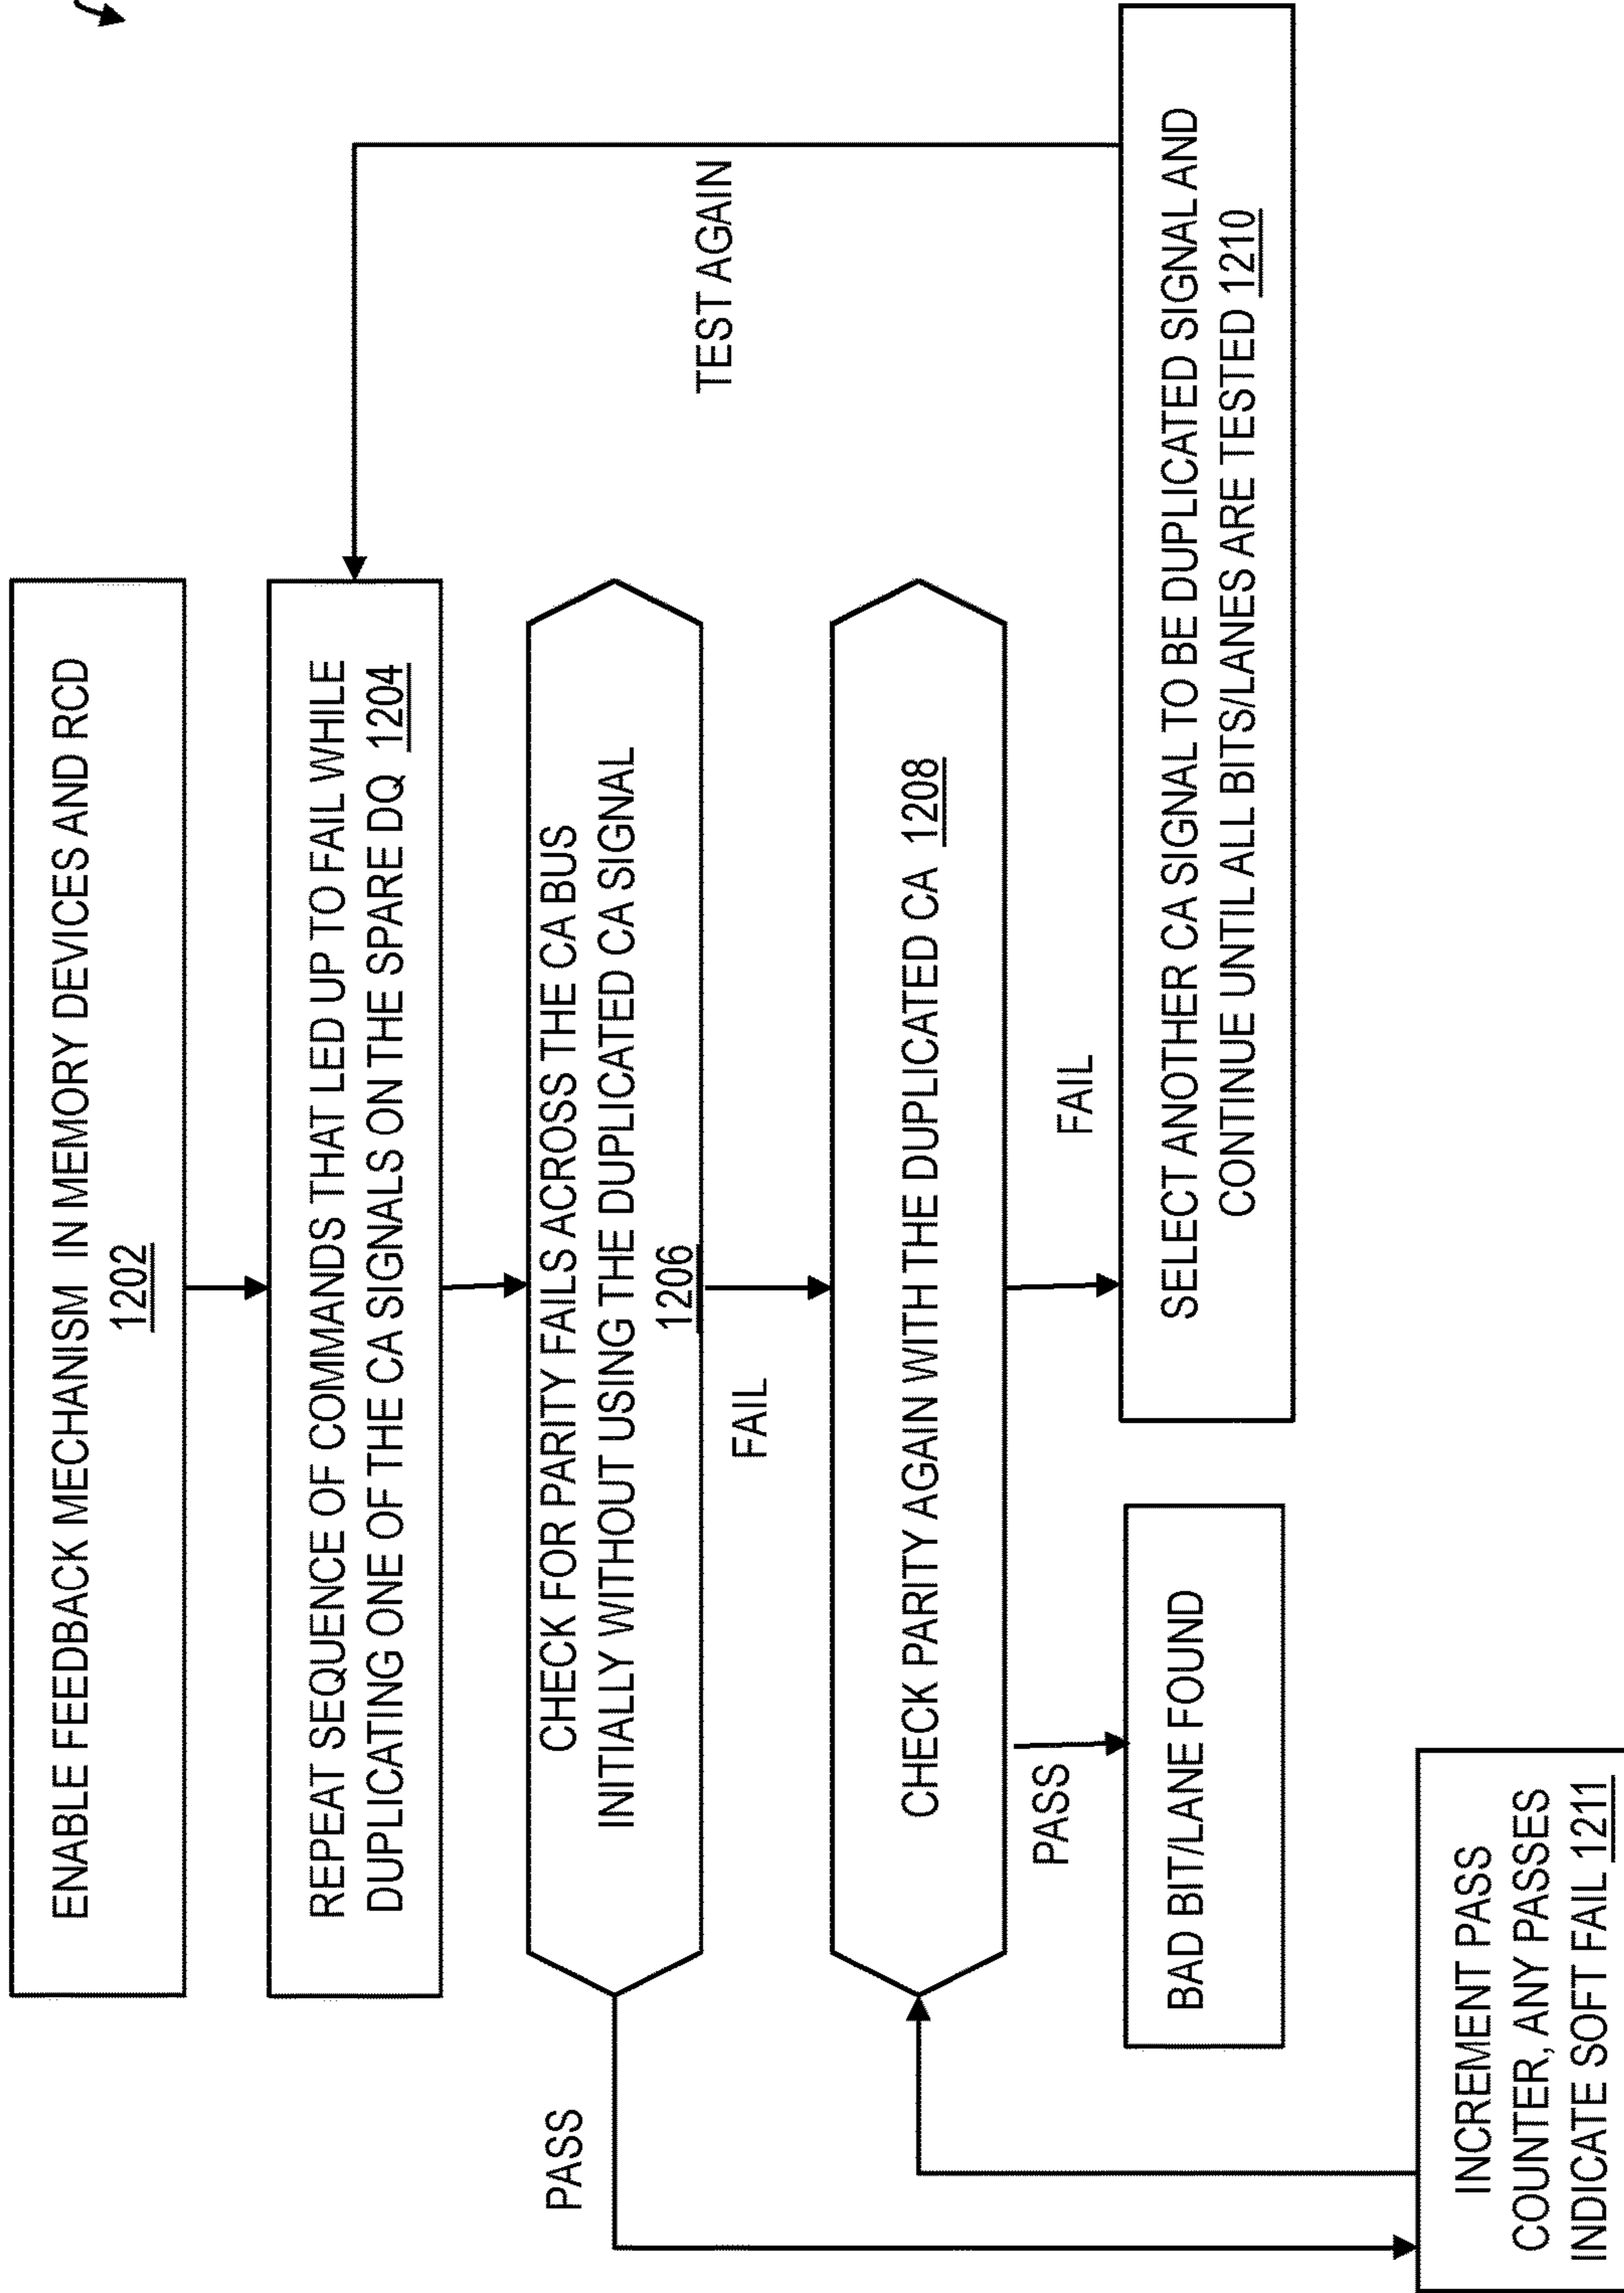 ENABLE FEEDBACK MECHANISM IN MEMORY DEVICES AND RCD
1202
REPEAT SEQUENCE OF COMMANDS THAT LED UP TO FAIL WHILE
DUPLICATING ONE OF THE CA SIGNALS ON THE SPARE DQ 1204
TEST AGAIN
CHECK FOR PARITY FAILS ACROSS THE CA BUS
INITIALLY WITHOUT USING THE DUPLICATED CA SIGNAL
1206
PASS
FAIL
CHECK PARITY AGAIN WITH THE DUPLICATED CA 1208
PASS
FAIL
BAD BIT/LANE FOUND
SELECT ANOTHER CA SIGNAL TO BE DUPLICATED SIGNAL AND
CONTINUE UNTIL ALL BITS/LANES ARE TESTED 1210
INCREMENT PASS
COUNTER, ANY PASSES
INDICATE SOFT FAIL 1211